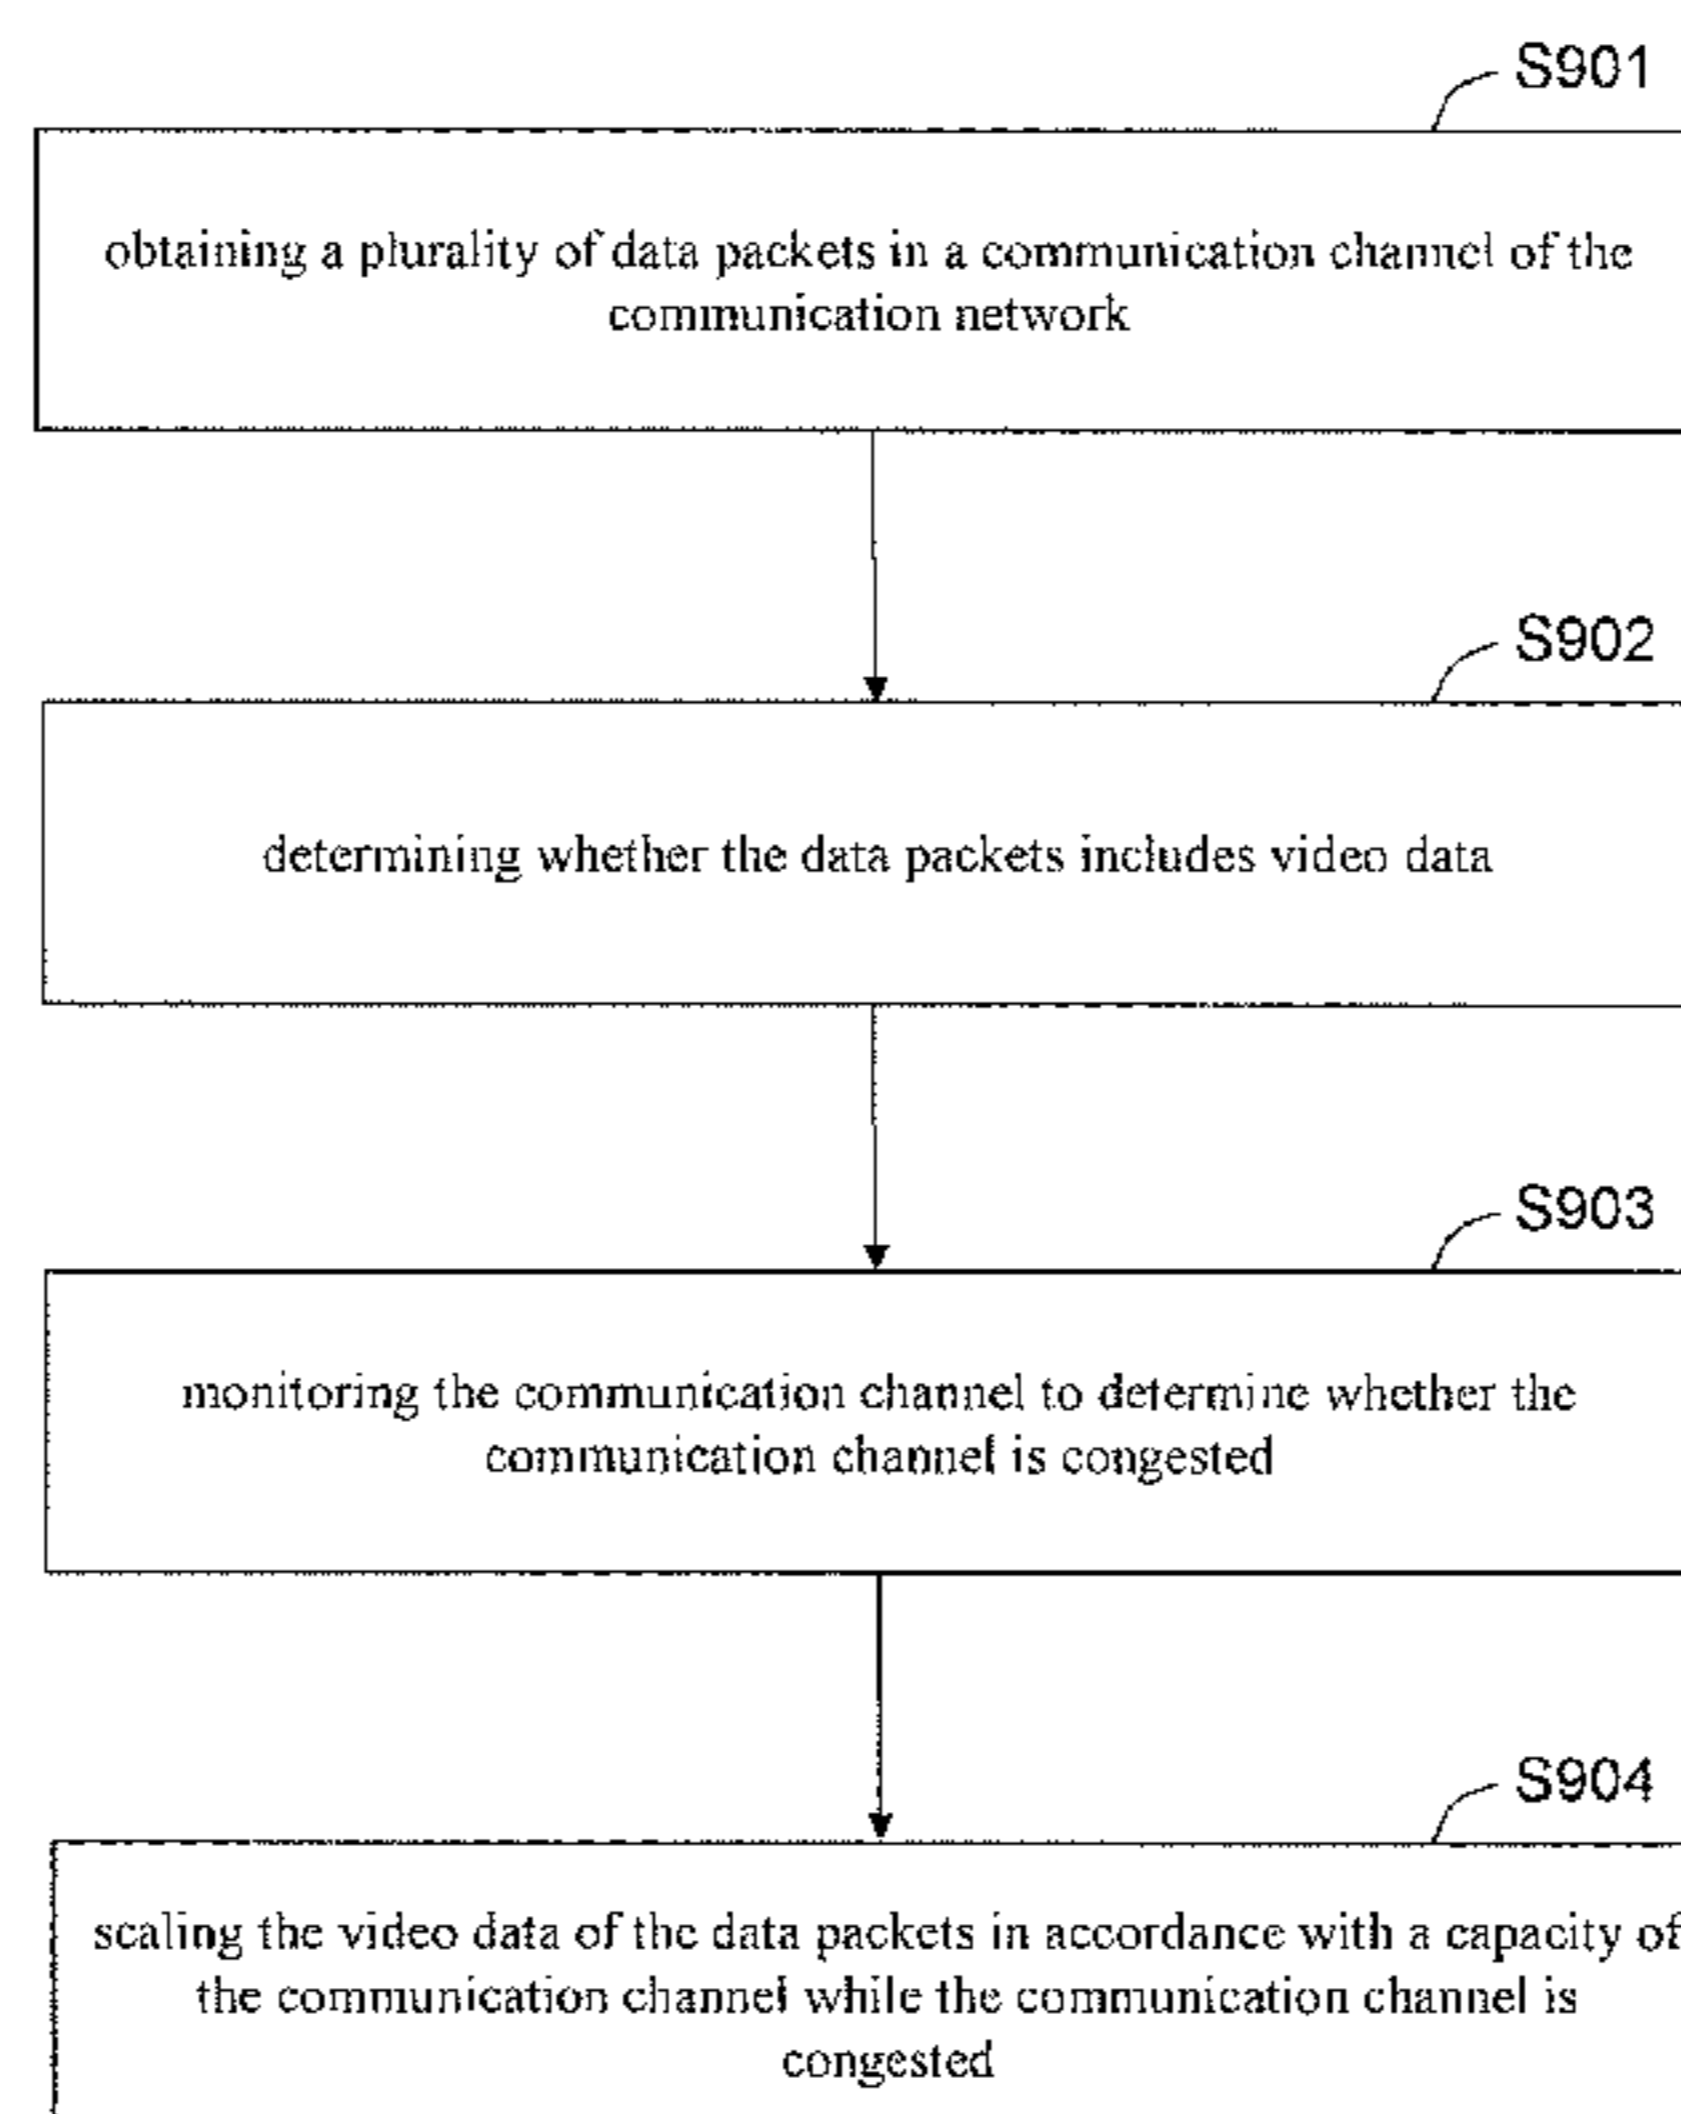 S901
obtaining a plurality of data packets in a communication channel of the
communication network
S902
determining whether the data packets includes video data
S903
monitoring the communication channel to determine whether the
communication channel is congested
S904
scaling the video data of the data packets in accordance with a capacity of
the communication channel while the communication channel is
congested